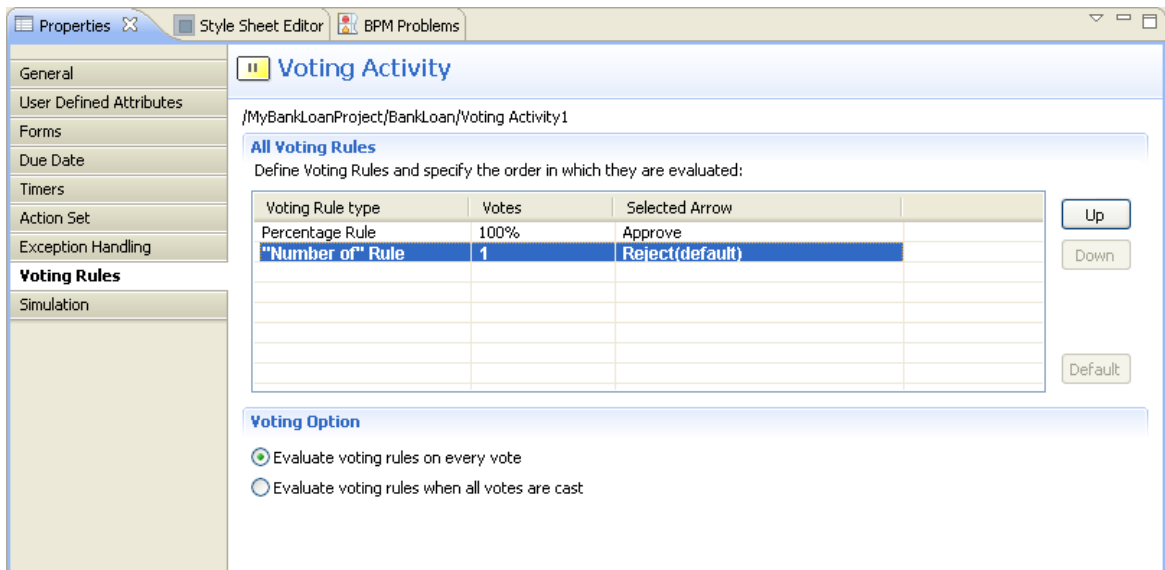 Properties Style Sheet Editor BPM Problems
General
User Defined Attributes
Forms
Due Date
Timers
Action Set
Exception Handling
Voting Rules
Simulation
Voting Activity
/MyBankLoanProject/BankLoan/Voting Activity1
All Voting Rules
Define Voting Rules and specify the order in which they are evaluated:
Voting Rule type Votes Selected Arrow
Percentage Rule 100% Approve
"Number of" Rule 1 Reject(default)
Up
Down
Default
Voting Option
Evaluate voting rules on every vote
Evaluate voting rules when all votes are cast